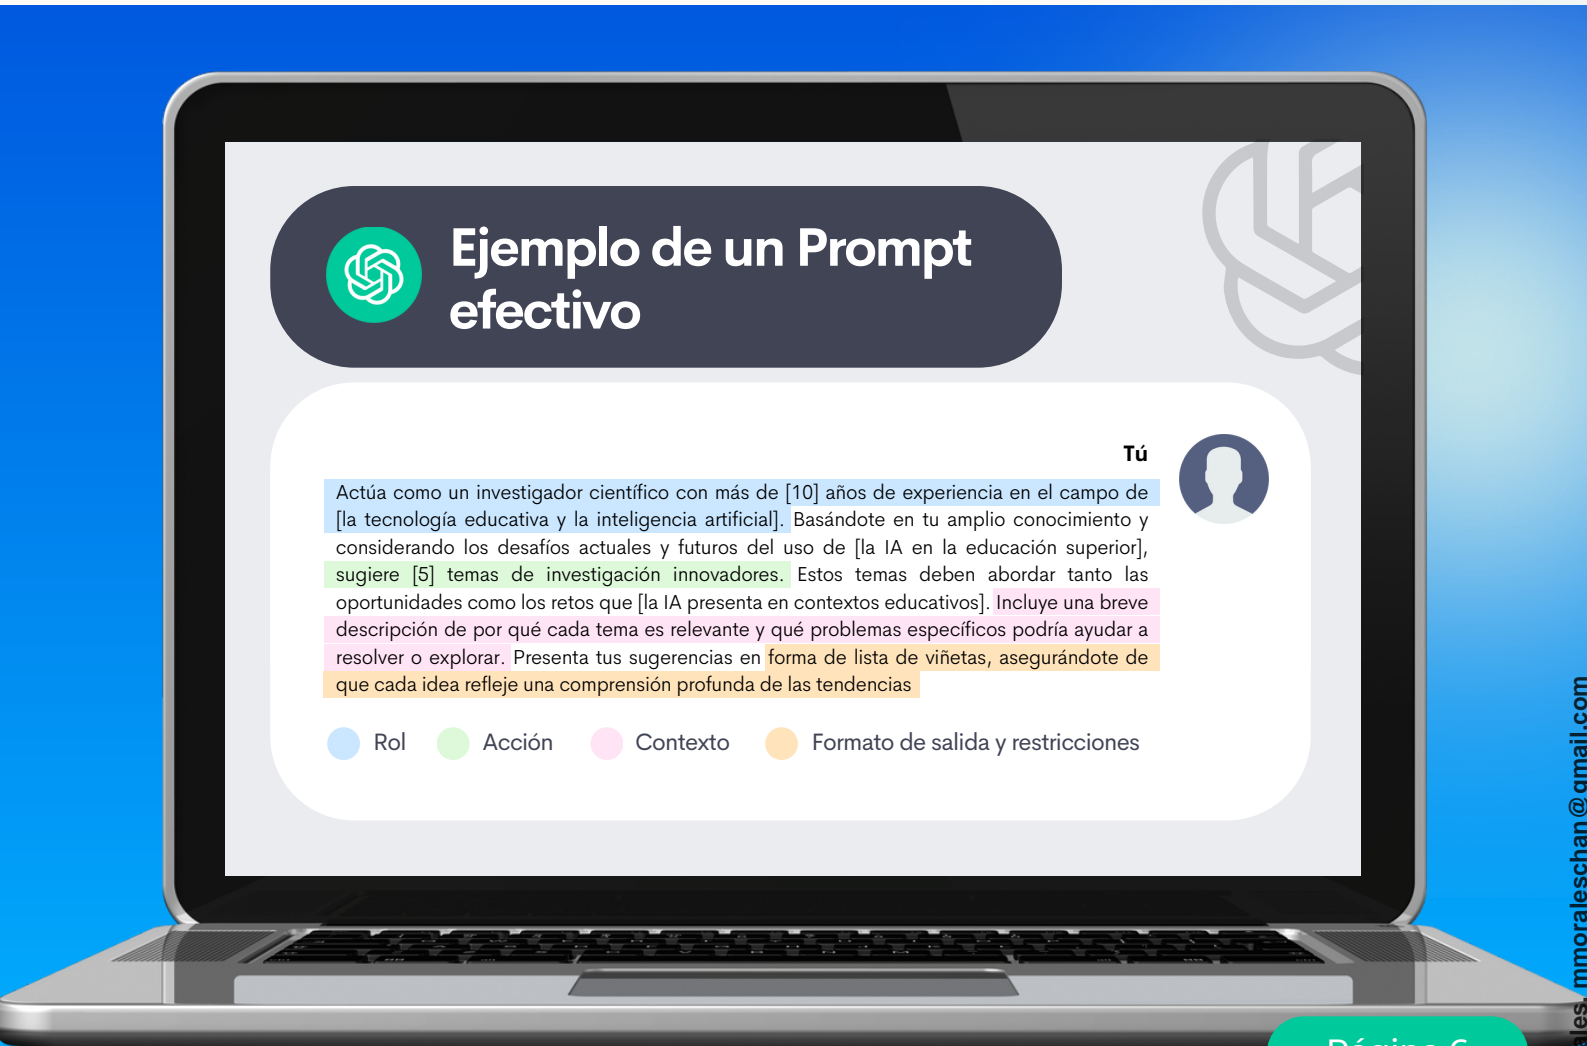 Ejemplo de un Prompt
efectivo
Tú
Actúa como un investigador científico con más de [10] años de experiencia en el campo de
[la tecnología educativa y la inteligencia artificial]. Basándote en tu amplio conocimiento y
considerando los desafíos actuales y futuros del uso de [la IA en la educación superior],
sugiere [5] temas de investigación innovadores. Estos temas deben abordar tanto las
oportunidades como los retos que [la IA presenta en contextos educativos]. Incluye una breve
descripción de por qué cada tema es relevante y qué problemas específicos podría ayudar a
resolver o explorar. Presenta tus sugerencias en forma de lista de viñetas, asegurándote de
que cada idea refleje una comprensión profunda de las tendencias
Rol Acción Contexto Formato de salida y restricciones
mmoraleschan@gmail.com
Página 6